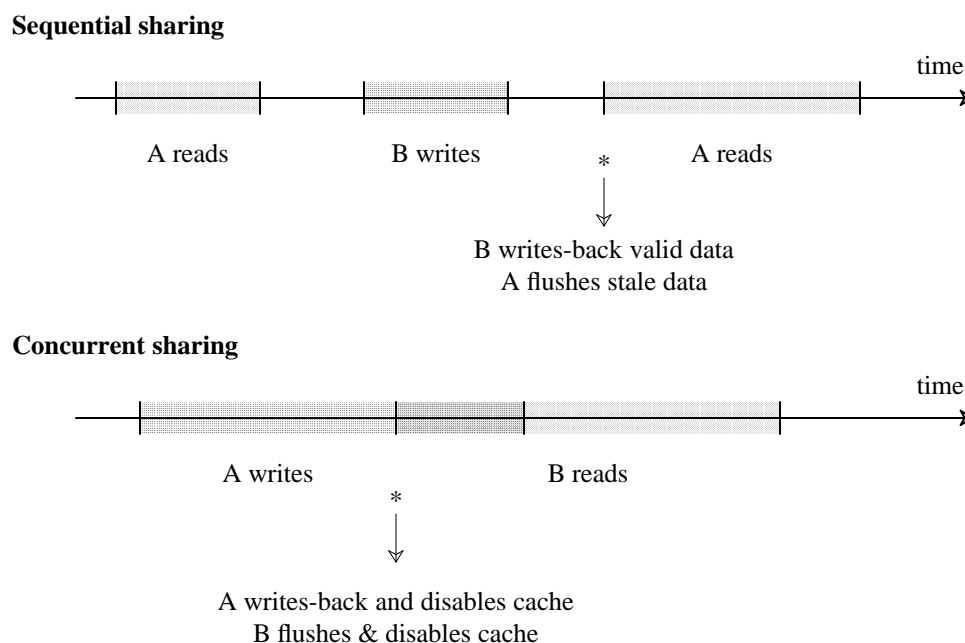 Sequential sharing
time
A reads
B writes
A reads
*
B writes-back valid data
A flushes stale data
Concurrent sharing
time
A writes
B reads
*
A writes-back and disables cache
B flushes & disables cache